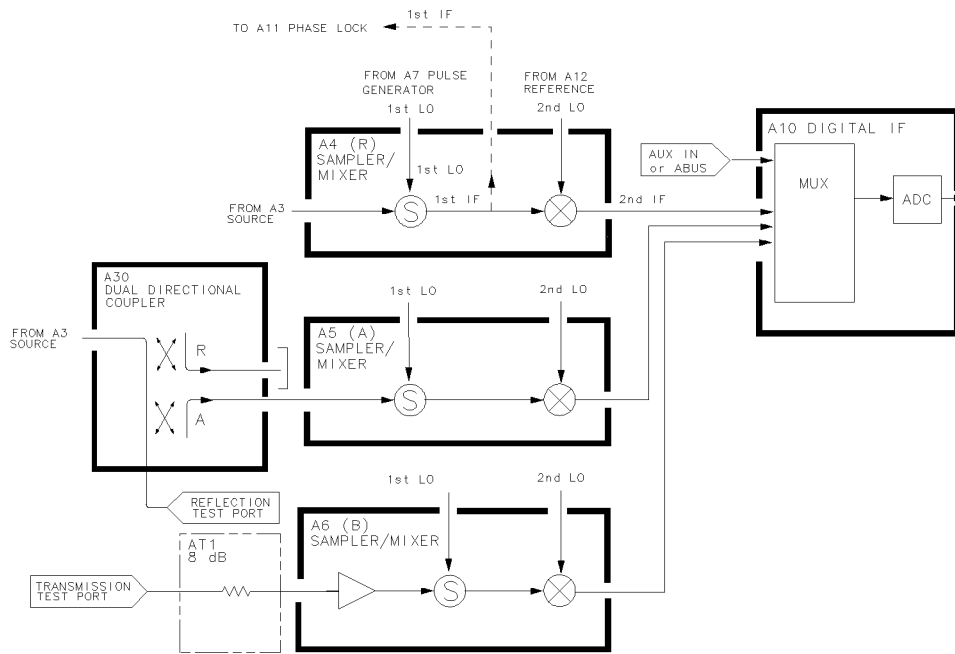 1st IF
TO A11 PHASE LOCK
FROM A7 PULSE
GENERATOR
1st LO
FROM A12
REFERENCE
2nd LO
A4 (R)
SAMPLER/
MIXER
1st LO
FROM A3
SOURCE
S
1st IF
2nd IF
AUX IN
or ABUS
A10 DIGITAL IF
MUX
ADC
A30
DUAL DIRECTIONAL
COUPLER
FROM A3
SOURCE
R
A
1st LO
2nd LO
A5 (A)
SAMPLER/
MIXER
S
REFLECTION
TEST PORT
1st LO
2nd LO
A6 (B)
SAMPLER/MIXER
S
AT1
8 dB
TRANSMISSION
TEST PORT